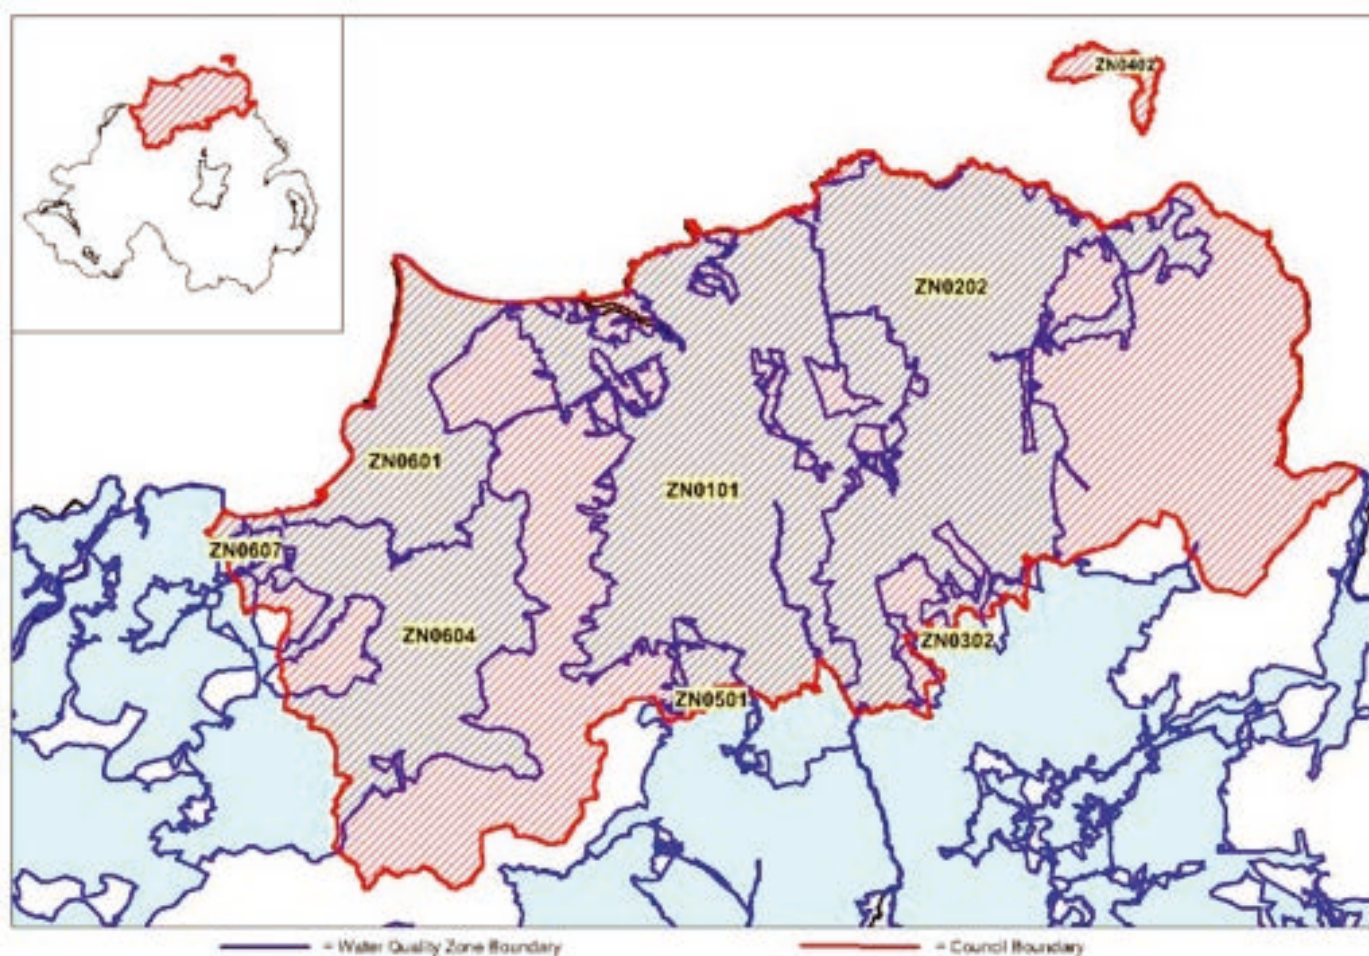 ZN0402
ZN0202
ZN0601
ZN0101
ZN0607
ZN0604
ZN0302
ZN0501
= Water Quality Zone Boundary
= Council Boundary